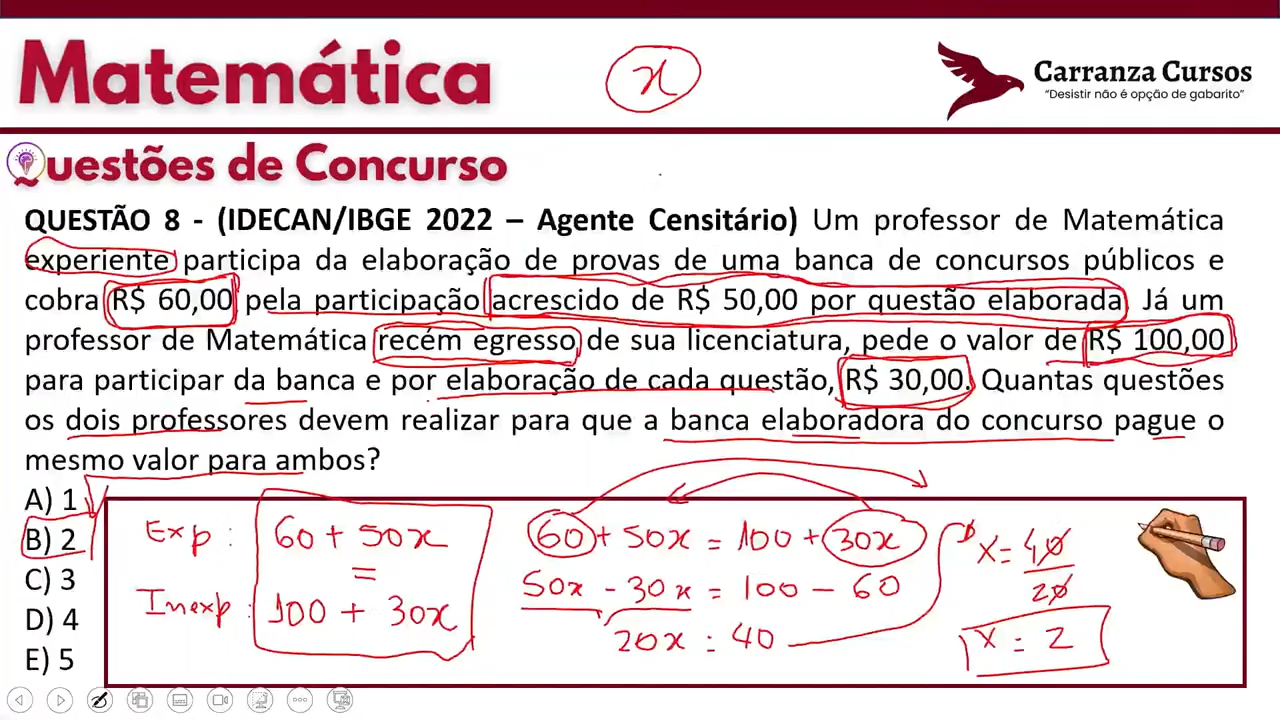 Matemática
x
Carranza Cursos
“Desistir não é opção de gabarito”
Questões de Concurso
QUESTÃO 8 - (IDECAN/IBGE 2022 – Agente Censitário) Um professor de Matemática
experiente participa da elaboração de provas de uma banca de concursos públicos e
cobra R$ 60,00 pela participação acrescido de R$ 50,00 por questão elaborada. Já um
professor de Matemática recém egresso, de sua licenciatura, pede o valor de R$ 100,00
para participar da banca e por elaboração de cada questão, R$ 30,00. Quantas questões
os dois professores devem realizar para que a banca elaboradora do concurso pague o
mesmo valor para ambos?
A) 1
B) 2
C) 3
D) 4
E) 5
Exp : 60 + 50x
=
Inexp : 100 + 30x
60 + 50x = 100 + 30x
50x - 30x = 100 - 60
20x = 40
x = 40
20
x = 2